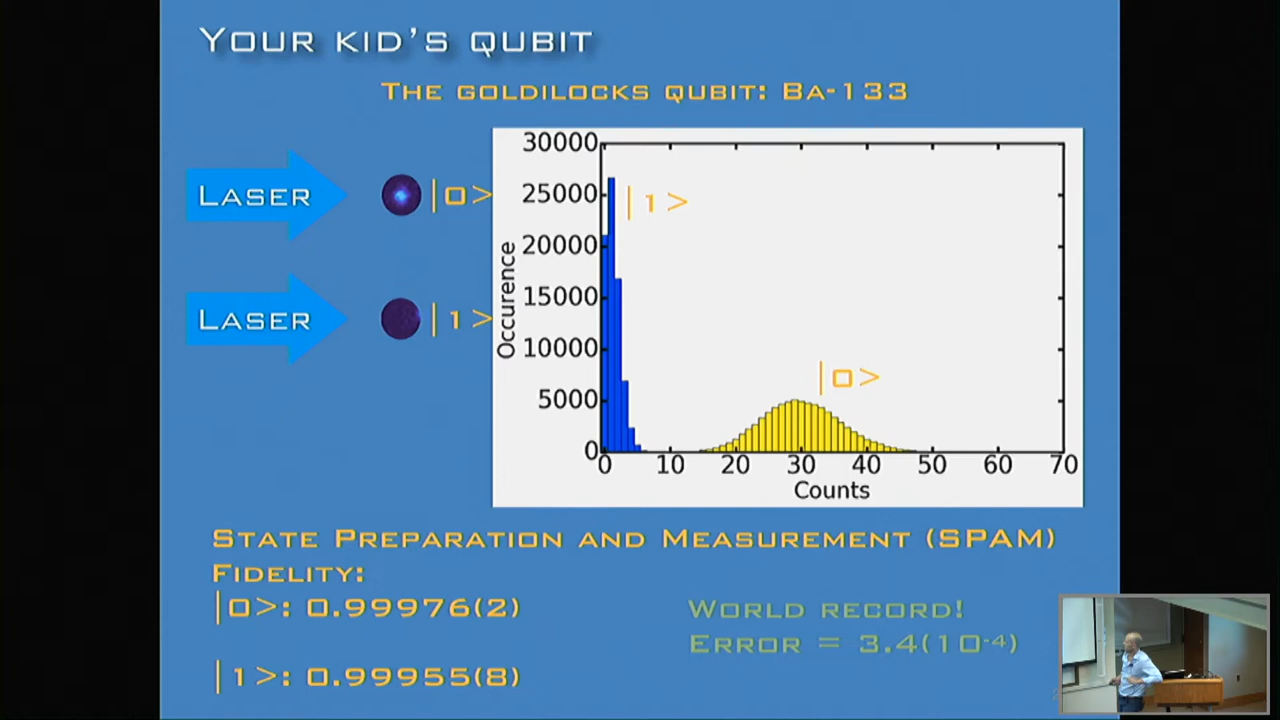 Your kid's qubit
The goldilocks qubit: Ba-133
Laser
|0>
Laser
|1>
30000
25000
20000
15000
10000
5000
0
Occurence
|1>
|0>
0 10 20 30 40 50 60 70
Counts
State Preparation and Measurement (SPAM)
Fidelity:
|0>: 0.99976(2)
|1>: 0.99955(8)
World record!
Error = 3.4(10-4)